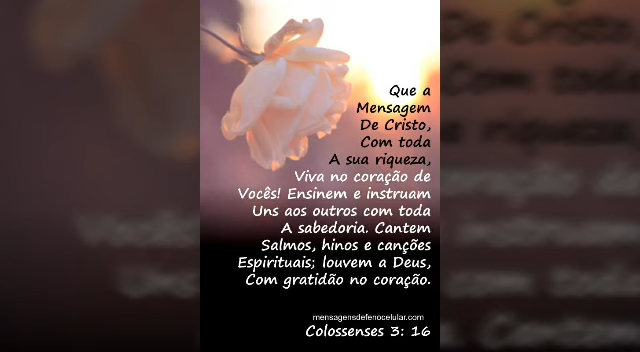 Que a
Mensagem
De Cristo,
Com toda
A sua riqueza,
Viva no coração de
Vocês! Ensinem e instruam
Uns aos outros com toda
A sabedoria. Cantem
Salmos, hinos e canções
Espirituais; louvem a Deus,
Com gratidão no coração.
mensagensdefenocelular.com
Colossenses 3: 16